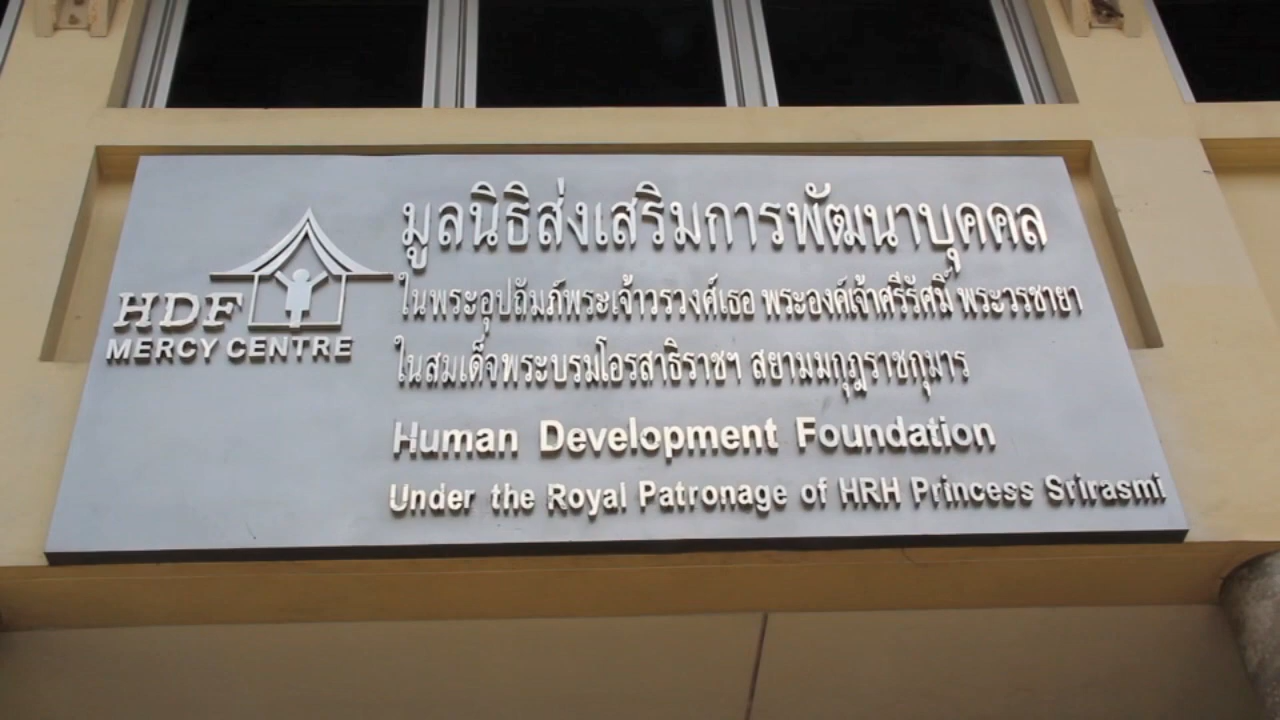 HDF
MERCY CENTRE
มูลนิธิส่งเสริมการพัฒนาบุคคล
ในพระอุปถัมภ์พระเจ้าวรวงศ์เธอ พระองค์เจ้าศรีรัศมิ์ พระวรชายา
ในสมเด็จพระบรมโอรสาธิราชฯ สยามมกุฎราชกุมาร
Human Development Foundation
Under the Royal Patronage of HRH Princess Srirasmi